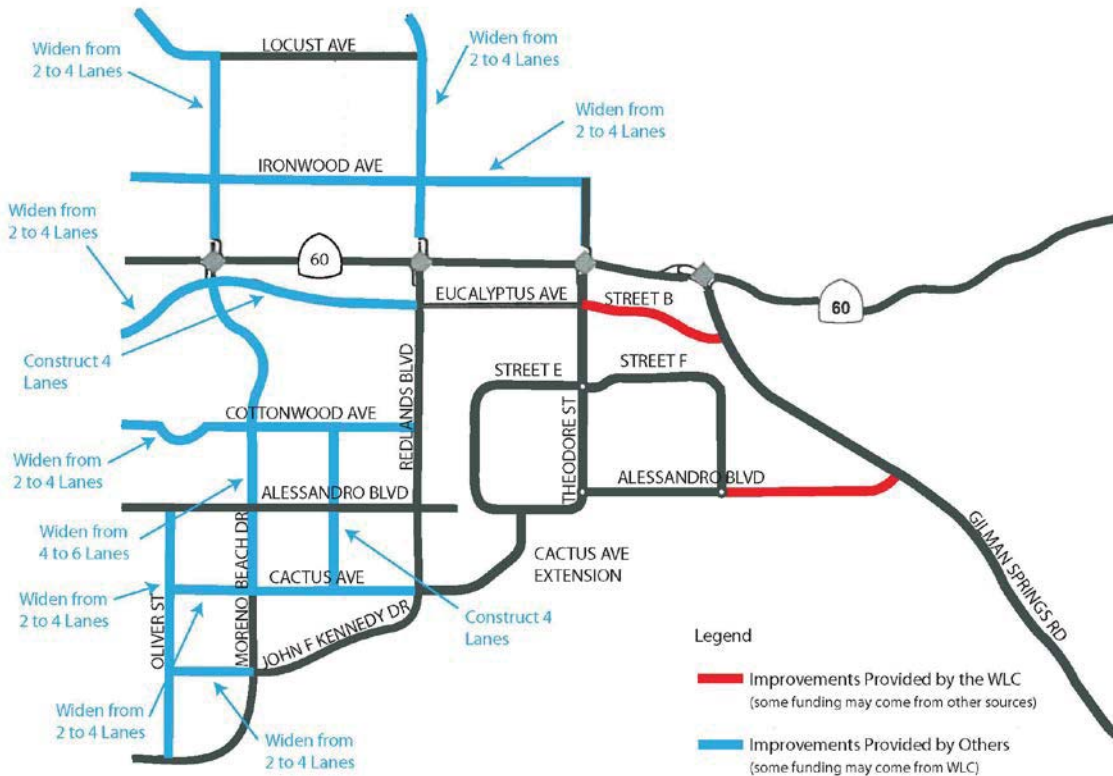 Widen from
2 to 4 Lanes
LOCUST AVE
Widen from
2 to 4 Lanes
Widen from
2 to 4 Lanes
IRONWOOD AVE
Widen from
2 to 4 Lanes
60
EUCALYPTUS AVE
STREET B
60
Construct 4
Lanes
REDLANDS BLVD
STREET E
STREET F
THEODORE ST
COTTONWOOD AVE
Widen from
2 to 4 Lanes
ALESSANDRO BLVD
ALESSANDRO BLVD
Widen from
4 to 6 Lanes
MORENO BEACH DR
CACTUS AVE
CACTUS AVE
EXTENSION
GILMAN SPRINGS RD
Widen from
2 to 4 Lanes
OLIVER ST
JOHN F KENNEDY DR
Construct 4
Lanes
Widen from
2 to 4 Lanes
Widen from
2 to 4 Lanes
Legend
Improvements Provided by the WLC
(some funding may come from other sources)
Improvements Provided by Others
(some funding may come from WLC)